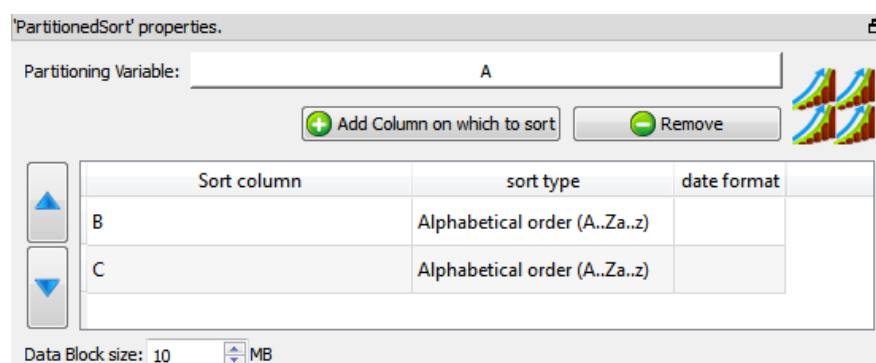 'PartitionedSort' properties.
Partitioning Variable: A
Add Column on which to sort Remove
Sort column sort type date format
B Alphabetical order (A..Za..z)
C Alphabetical order (A..Za..z)
Data Block size: 10 MB